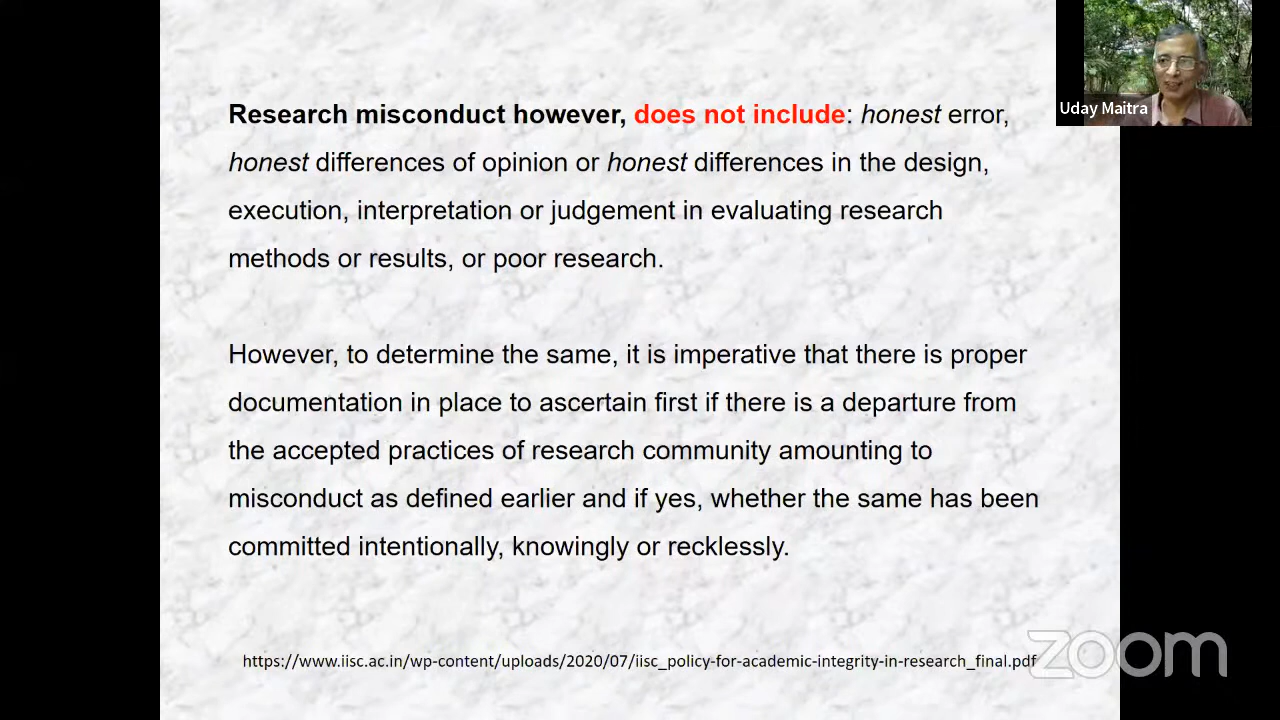 Research misconduct however, does not include: honest error,
honest differences of opinion or honest differences in the design,
execution, interpretation or judgement in evaluating research
methods or results, or poor research.
However, to determine the same, it is imperative that there is proper
documentation in place to ascertain first if there is a departure from
the accepted practices of research community amounting to
misconduct as defined earlier and if yes, whether the same has been
committed intentionally, knowingly or recklessly.
https://www.iisc.ac.in/wp-content/uploads/2020/07/iisc_policy-for-academic-integrity-in-research_final.pdf
Uday Maitra
zoom